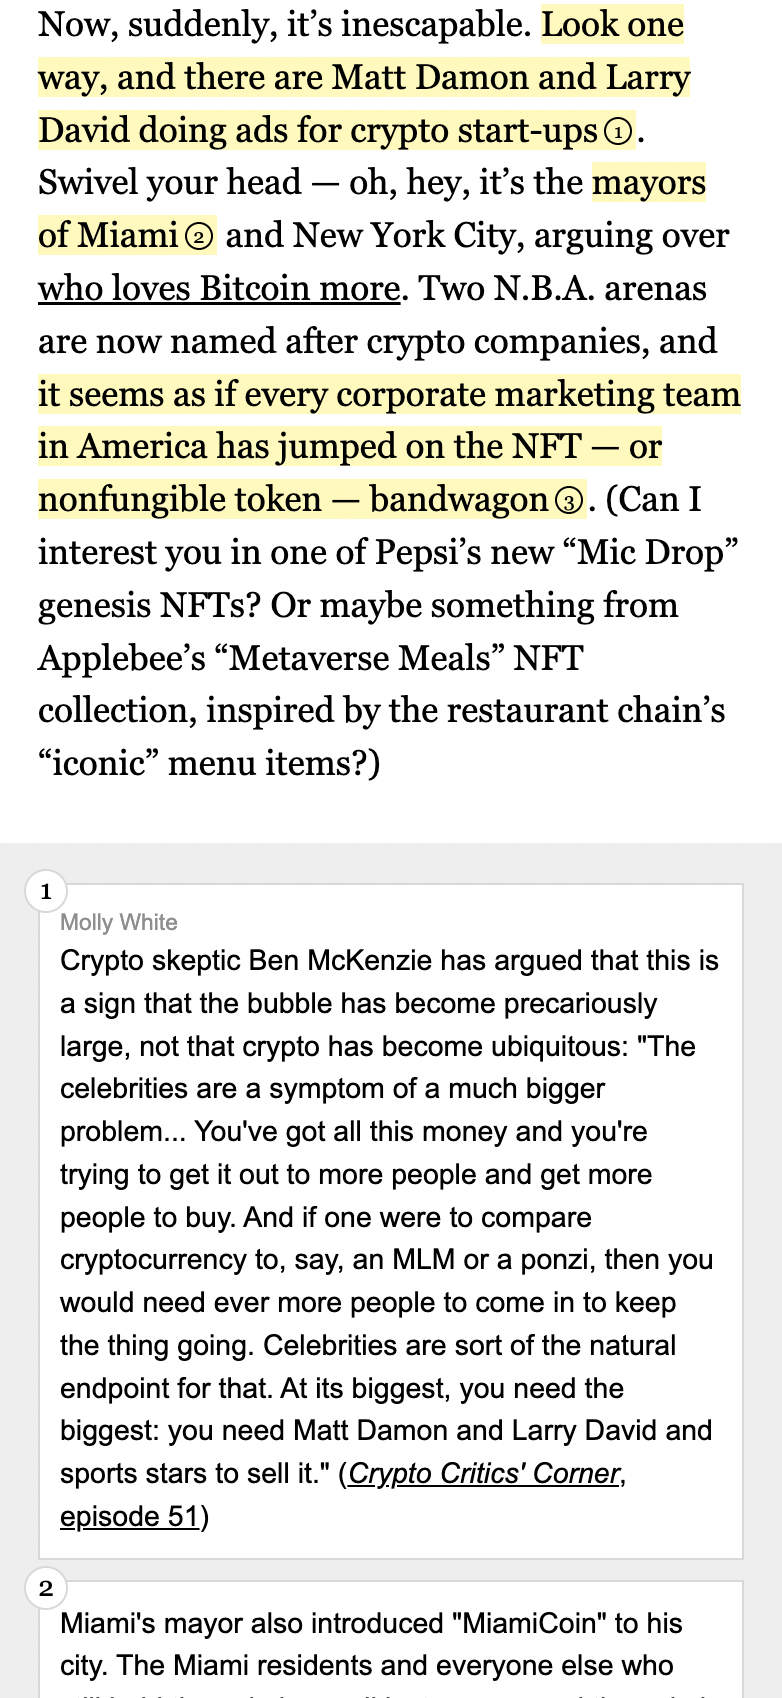 Now, suddenly, it’s inescapable. Look one
way, and there are Matt Damon and Larry
David doing ads for crypto start-ups ①.
Swivel your head — oh, hey, it’s the mayors
of Miami ② and New York City, arguing over
who loves Bitcoin more. Two N.B.A. arenas
are now named after crypto companies, and
it seems as if every corporate marketing team
in America has jumped on the NFT — or
nonfungible token — bandwagon ③. (Can I
interest you in one of Pepsi’s new “Mic Drop”
genesis NFTs? Or maybe something from
Applebee’s “Metaverse Meals” NFT
collection, inspired by the restaurant chain’s
“iconic” menu items?)
1
Molly White
Crypto skeptic Ben McKenzie has argued that this is
a sign that the bubble has become precariously
large, not that crypto has become ubiquitous: "The
celebrities are a symptom of a much bigger
problem... You've got all this money and you're
trying to get it out to more people and get more
people to buy. And if one were to compare
cryptocurrency to, say, an MLM or a ponzi, then you
would need ever more people to come in to keep
the thing going. Celebrities are sort of the natural
endpoint for that. At its biggest, you need the
biggest: you need Matt Damon and Larry David and
sports stars to sell it." (Crypto Critics' Corner,
episode 51)
2
Miami's mayor also introduced "MiamiCoin" to his
city. The Miami residents and everyone else who